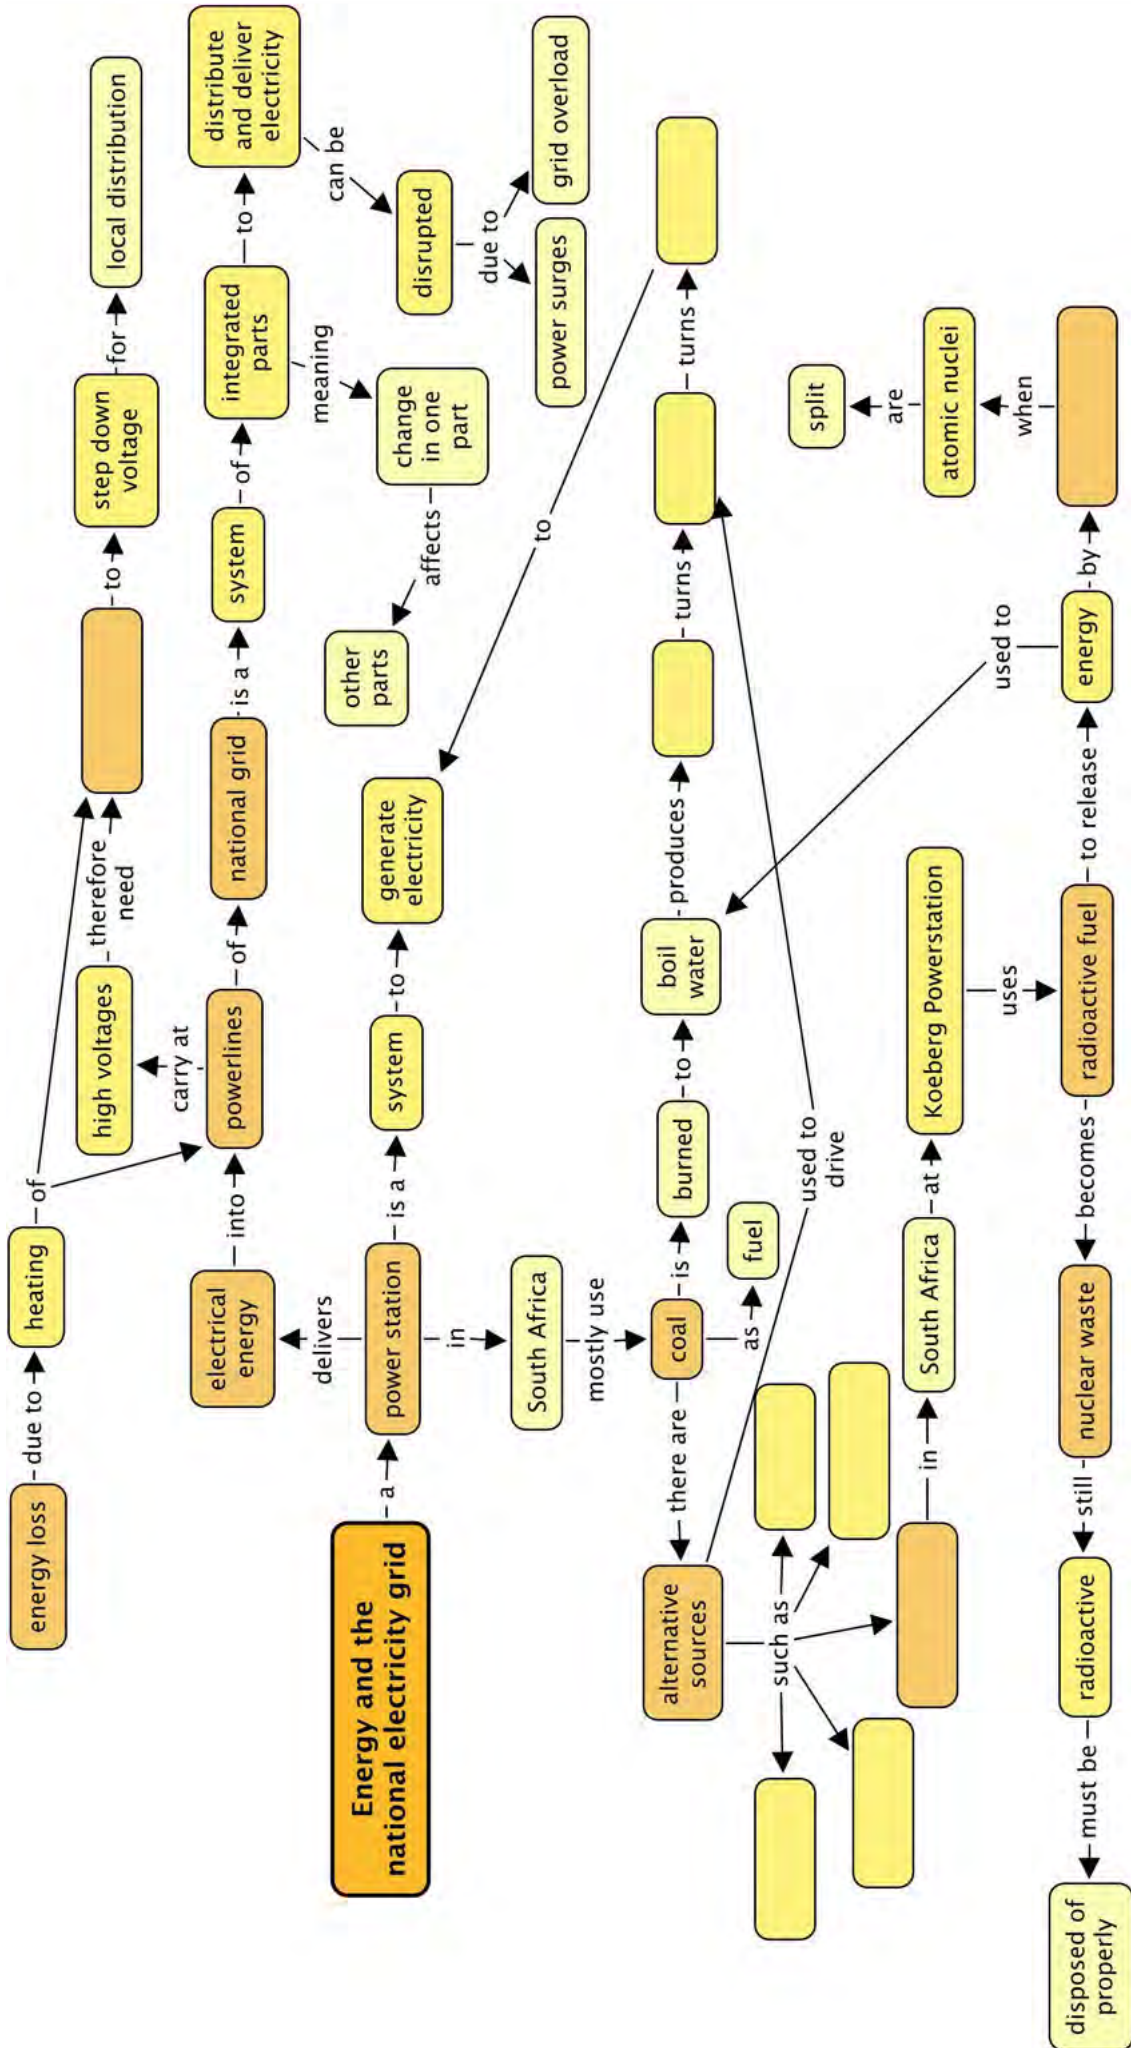 energy loss
due to
heating
of
high voltages
therefore
need
to
step down
voltage
for
local distribution
carry at
electrical
energy
into
powerlines
of
national grid
is a
system
of
integrated
parts
to
distribute
and deliver
electricity
delivers
meaning
can be
Energy and the
national electricity grid
a
power station
is a
system
to
generate
electricity
other
parts
affects
change
in one
part
disrupted
due to
power surges
grid overload
in
South Africa
mostly use
to
alternative
sources
there are
coal
is
burned
to
boil
water
produces
turns
turns
as
fuel
such as
used to
drive
split
are
atomic nuclei
when
in
South Africa
at
Koeberg Powerstation
uses
used to
disposed of
properly
must be
radioactive
still
nuclear waste
becomes
radioactive fuel
to release
energy
by